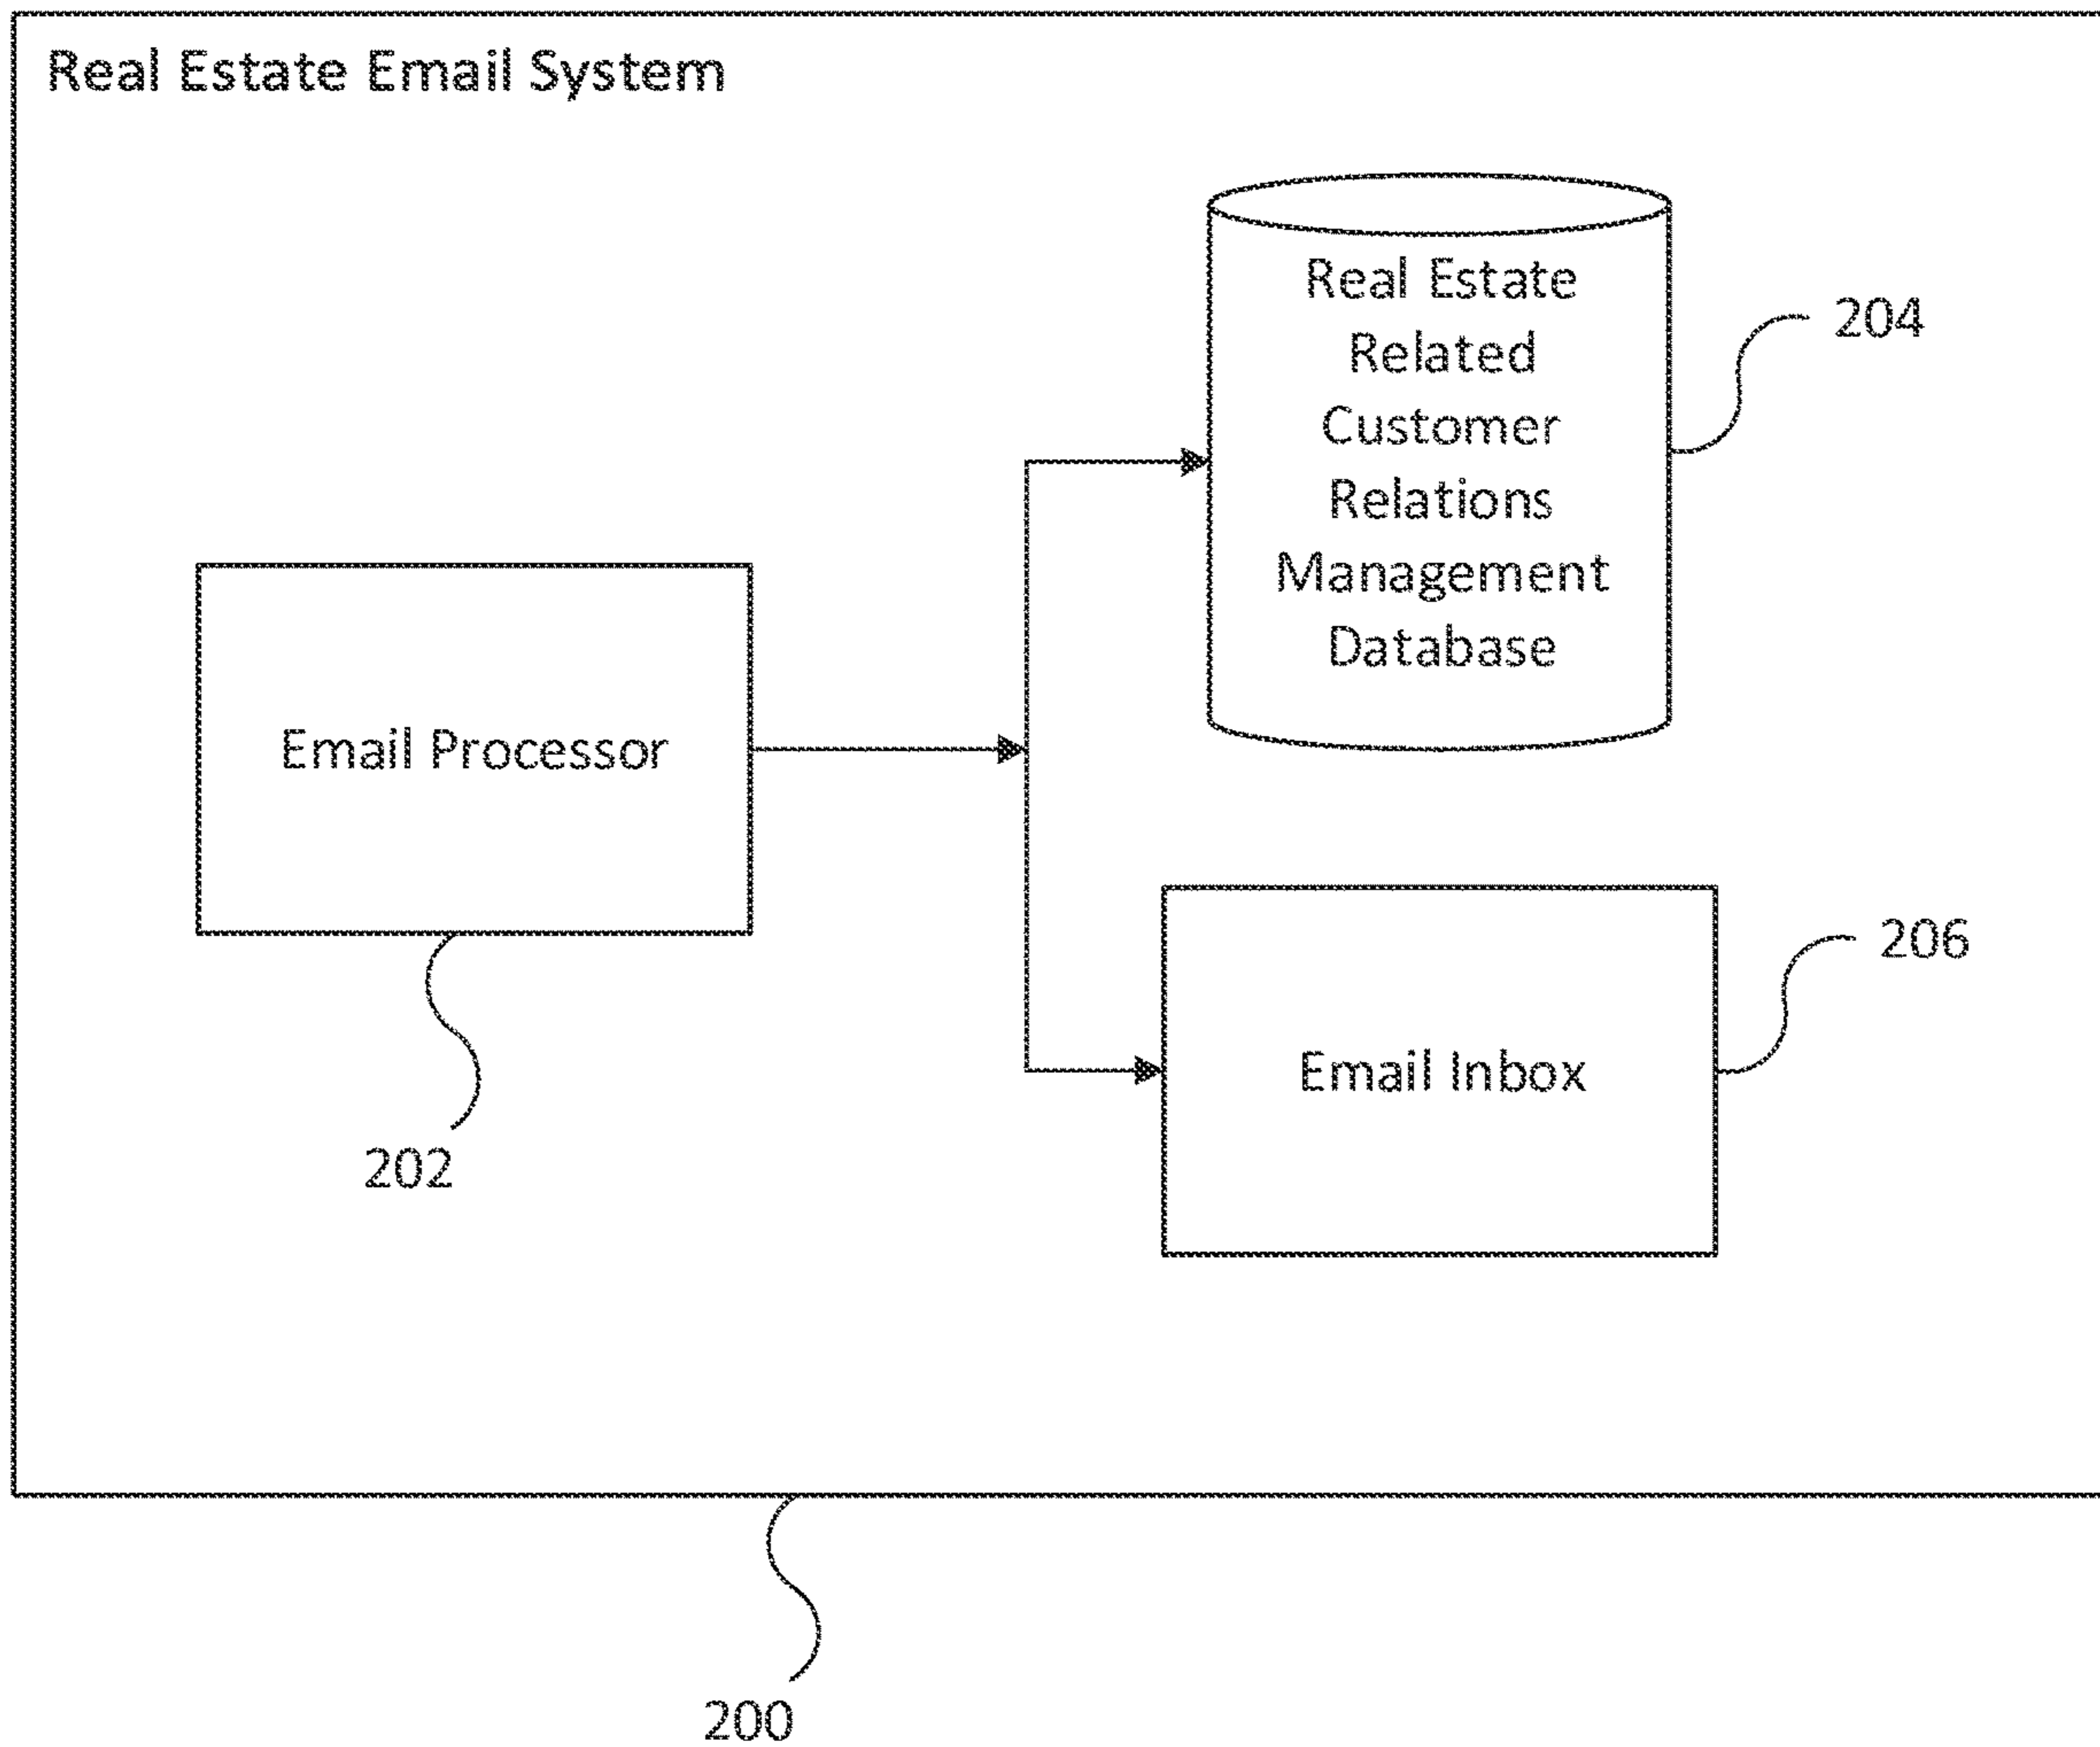 Real Estate Email System
Real Estate
Related
Customer
Relations
Management
Database
204
Email Processor
202
Email Inbox
206
200